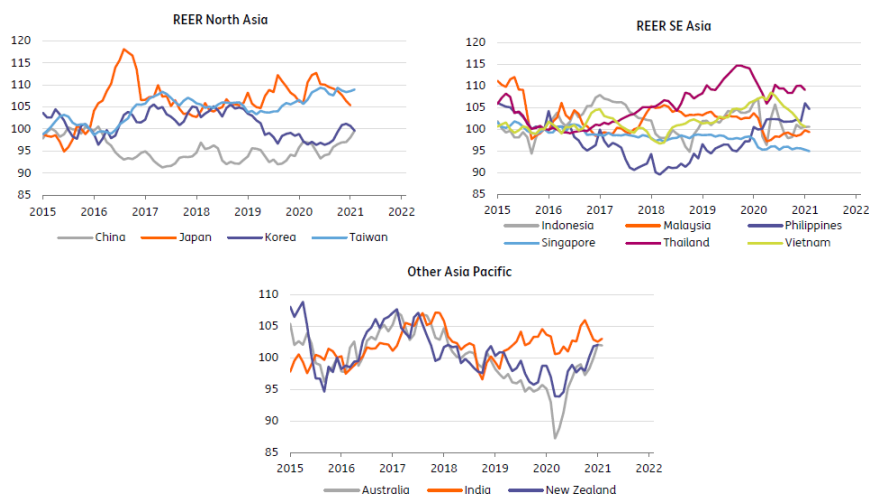 REER North Asia
120
115
110
105
100
95
90
85
2015 2016 2017 2018 2019 2020 2021 2022
China Japan Korea Taiwan
REER SE Asia
120
115
110
105
100
95
90
85
2015 2016 2017 2018 2019 2020 2021 2022
Indonesia Malaysia Philippines
Singapore Thailand Vietnam
Other Asia Pacific
110
105
100
95
90
85
2015 2016 2017 2018 2019 2020 2021 2022
Australia India New Zealand